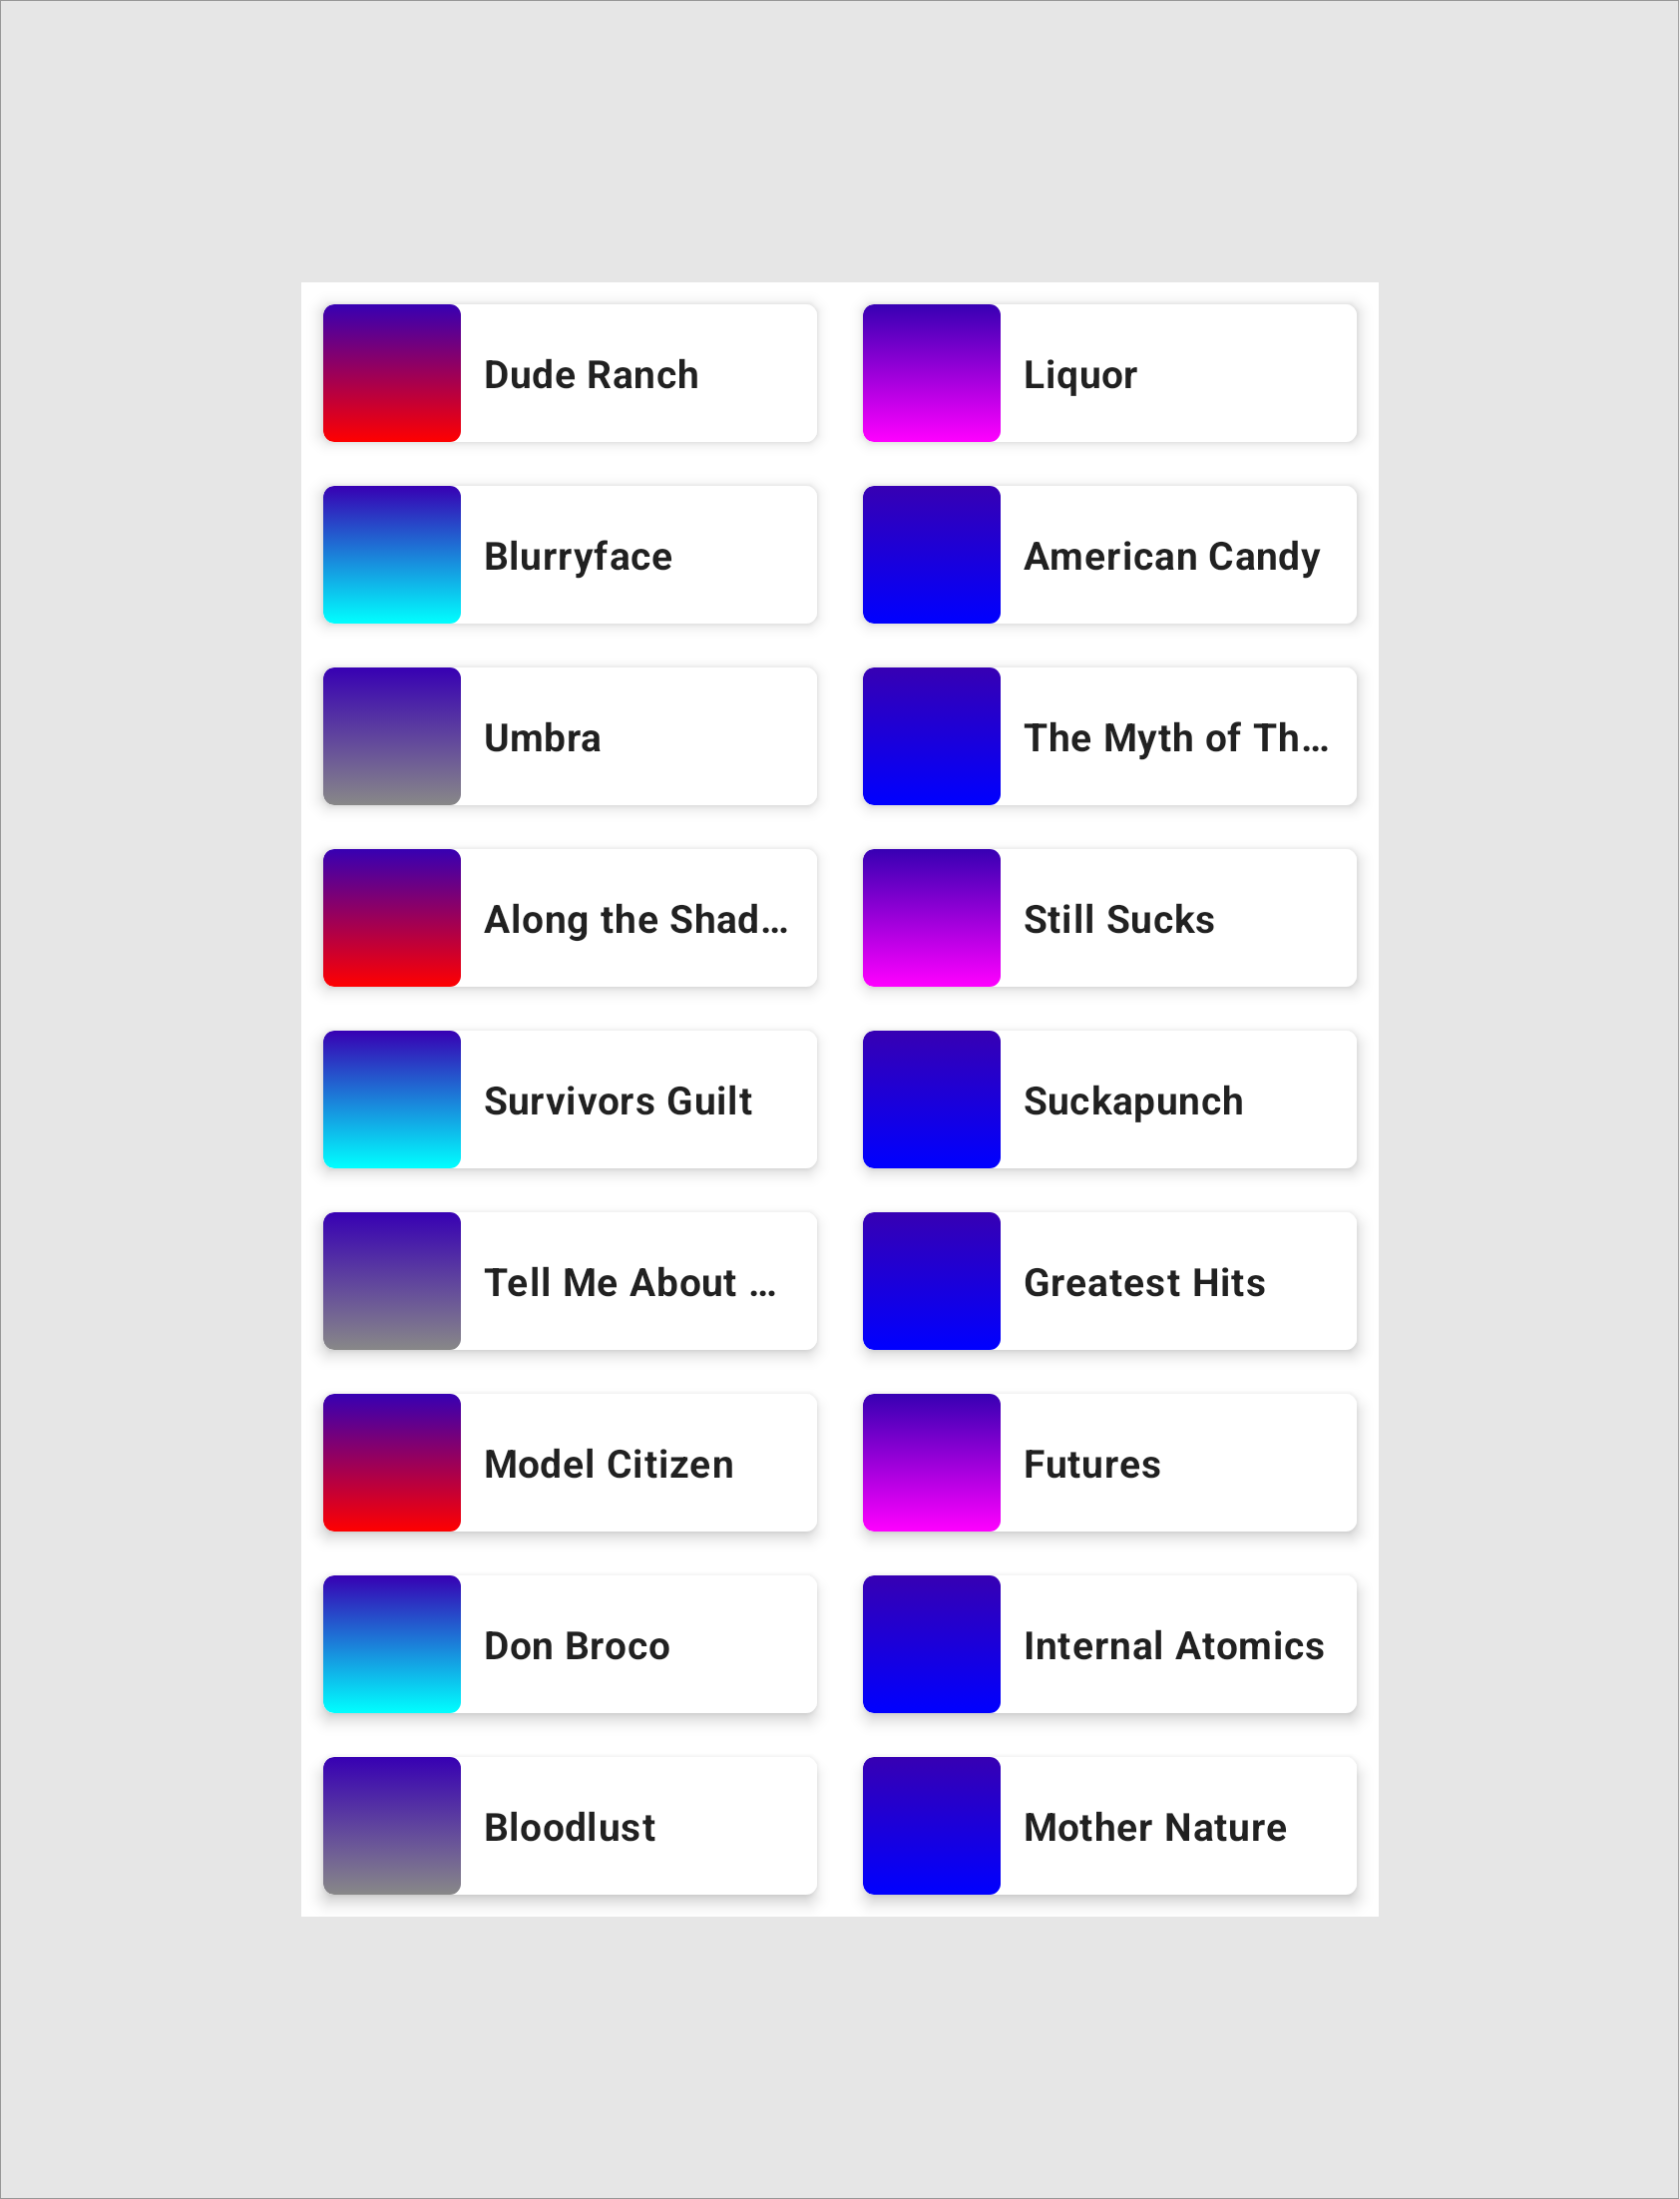 Dude Ranch
Liquor
Blurryface
American Candy
Umbra
The Myth of Th...
Along the Shad...
Still Sucks
Survivors Guilt
Suckapunch
Tell Me About ...
Greatest Hits
Model Citizen
Futures
Don Broco
Internal Atomics
Bloodlust
Mother Nature